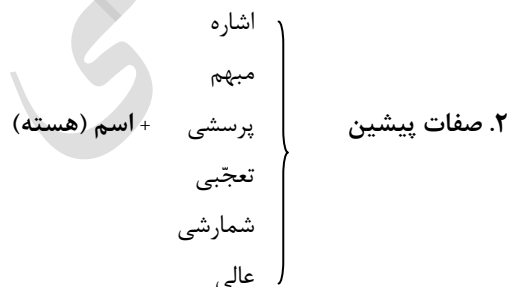 اشاره
مبهم
۲. صفات پیشین پرسشی + اسم (هسته)
تعجّبی
شمارشی
عالی